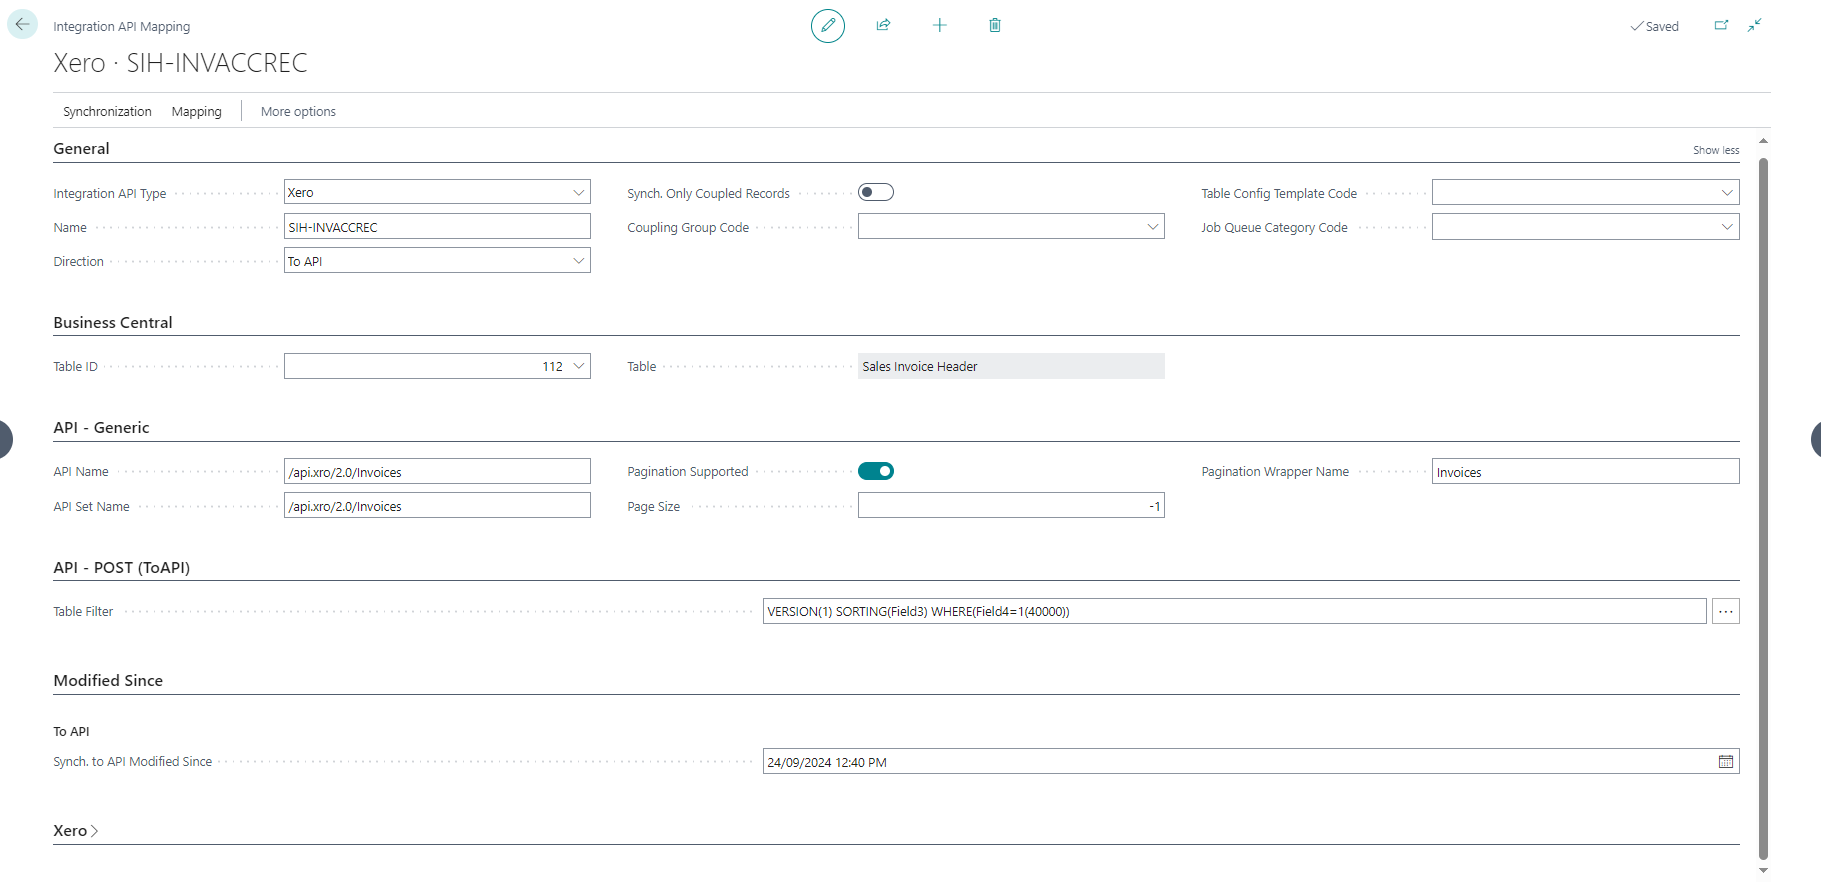 Integration API Mapping
Saved
Xero · SIH-INVACCREC
Synchronization Mapping More options
General
Show less
Integration API Type Xero Synch. Only Coupled Records Table Config Template Code
Name SIH-INVACCREC Coupling Group Code Job Queue Category Code
Direction To API
Business Central
Table ID 112 Table Sales Invoice Header
API - Generic
API Name /api.xro/2.0/Invoices Pagination Supported Pagination Wrapper Name Invoices
API Set Name /api.xro/2.0/Invoices Page Size -1
API - POST (ToAPI)
Table Filter VERSION(1) SORTING(Field3) WHERE(Field4=1(40000))
Modified Since
To API
Synch. to API Modified Since 24/09/2024 12:40 PM
Xero